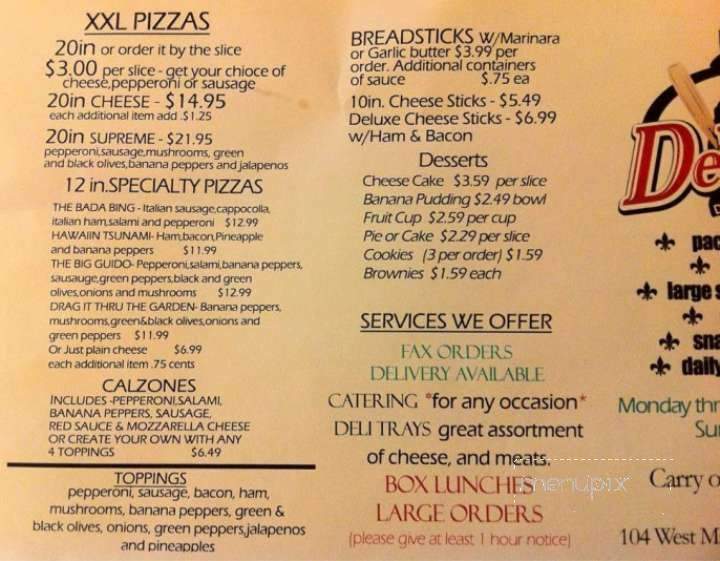 XXL PIZZAS
20in or order it by the slice
$3.00 per slice - get your chioce of
cheese,pepperoni or sausage
20in CHEESE - $14.95
each additional item add .$1.25
20in SUPREME - $21.95
pepperoni,sausage,mushrooms, green
and black olives,banana peppers and jalapenos
12 in.SPECIALTY PIZZAS
THE BADA BING - Italian sausage,cappocolla,
italian ham,salami and pepperoni $12.99
HAWAIIN TSUNAMI- Ham,bacon,Pineapple
and banana peppers $11.99
THE BIG GUIDO- Pepperoni,salami,banana peppers,
sausauge,green peppers,black and green
olives,onions and mushrooms $12.99
DRAG IT THRU THE GARDEN- Banana peppers,
mushrooms,green&black olives,onions and
green peppers $11.99
Or Just plain cheese $6.99
each additional item .75 cents
CALZONES
INCLUDES -PEPPERONI,SALAMI,
BANANA PEPPERS, SAUSAGE,
RED SAUCE & MOZZARELLA CHEESE
OR CREATE YOUR OWN WITH ANY
4 TOPPINGS $6.49
TOPPINGS
pepperoni, sausage, bacon, ham,
mushrooms, banana peppers, green &
black olives, onions, green peppers,jalapenos
and pineapples
BREADSTICKS W/Marinara
or Garlic butter $3.99 per
order. Additional containers
of sauce $.75 ea
10in. Cheese Sticks - $5.49
Deluxe Cheese Sticks - $6.99
w/Ham & Bacon
Desserts
Cheese Cake $3.59 per slice
Banana Pudding $2.49 bowl
Fruit Cup $2.59 per cup
Pie or Cake $2.29 per slice
Cookies (3 per order) $1.59
Brownies $1.59 each
SERVICES WE OFFER
FAX ORDERS
DELIVERY AVAILABLE
CATERING *for any occasion*
DELI TRAYS great assortment
of cheese, and meats.
BOX LUNCHES
LARGE ORDERS
(please give at least 1 hour notice)
menupix
De
pac
large s
sna
daily
Monday thr
Su
Carry o
104 West M